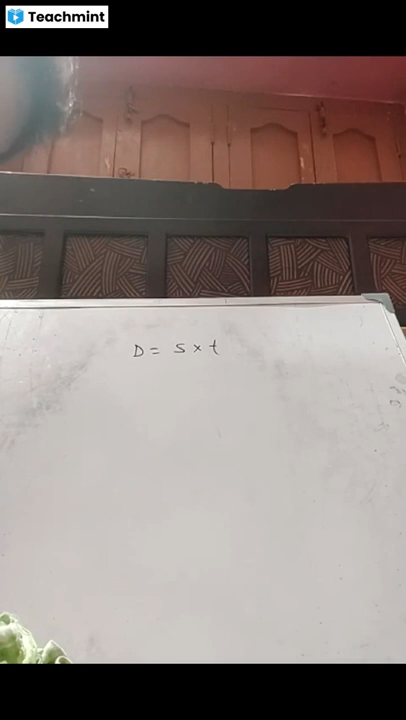 Teachmint
D = S × t